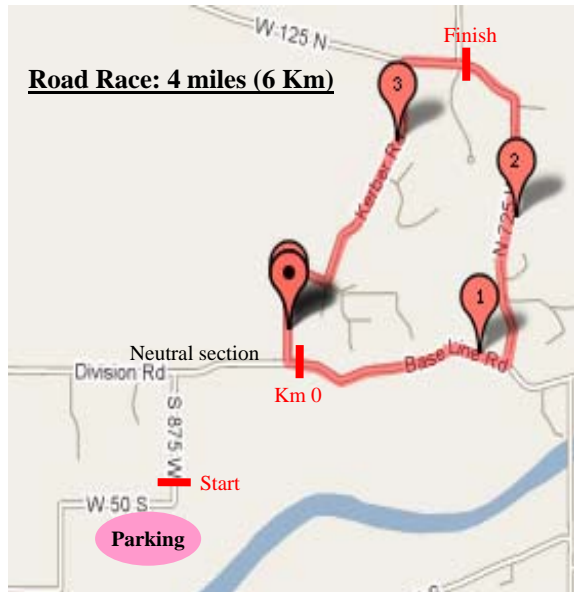 W 125 N
Finish
Road Race: 4 miles (6 Km)
3
Kerber Rd
2
N 725 W
1
Neutral section
Base Line Rd
Division Rd
Km 0
S 875 W
Start
W 50 S
Parking